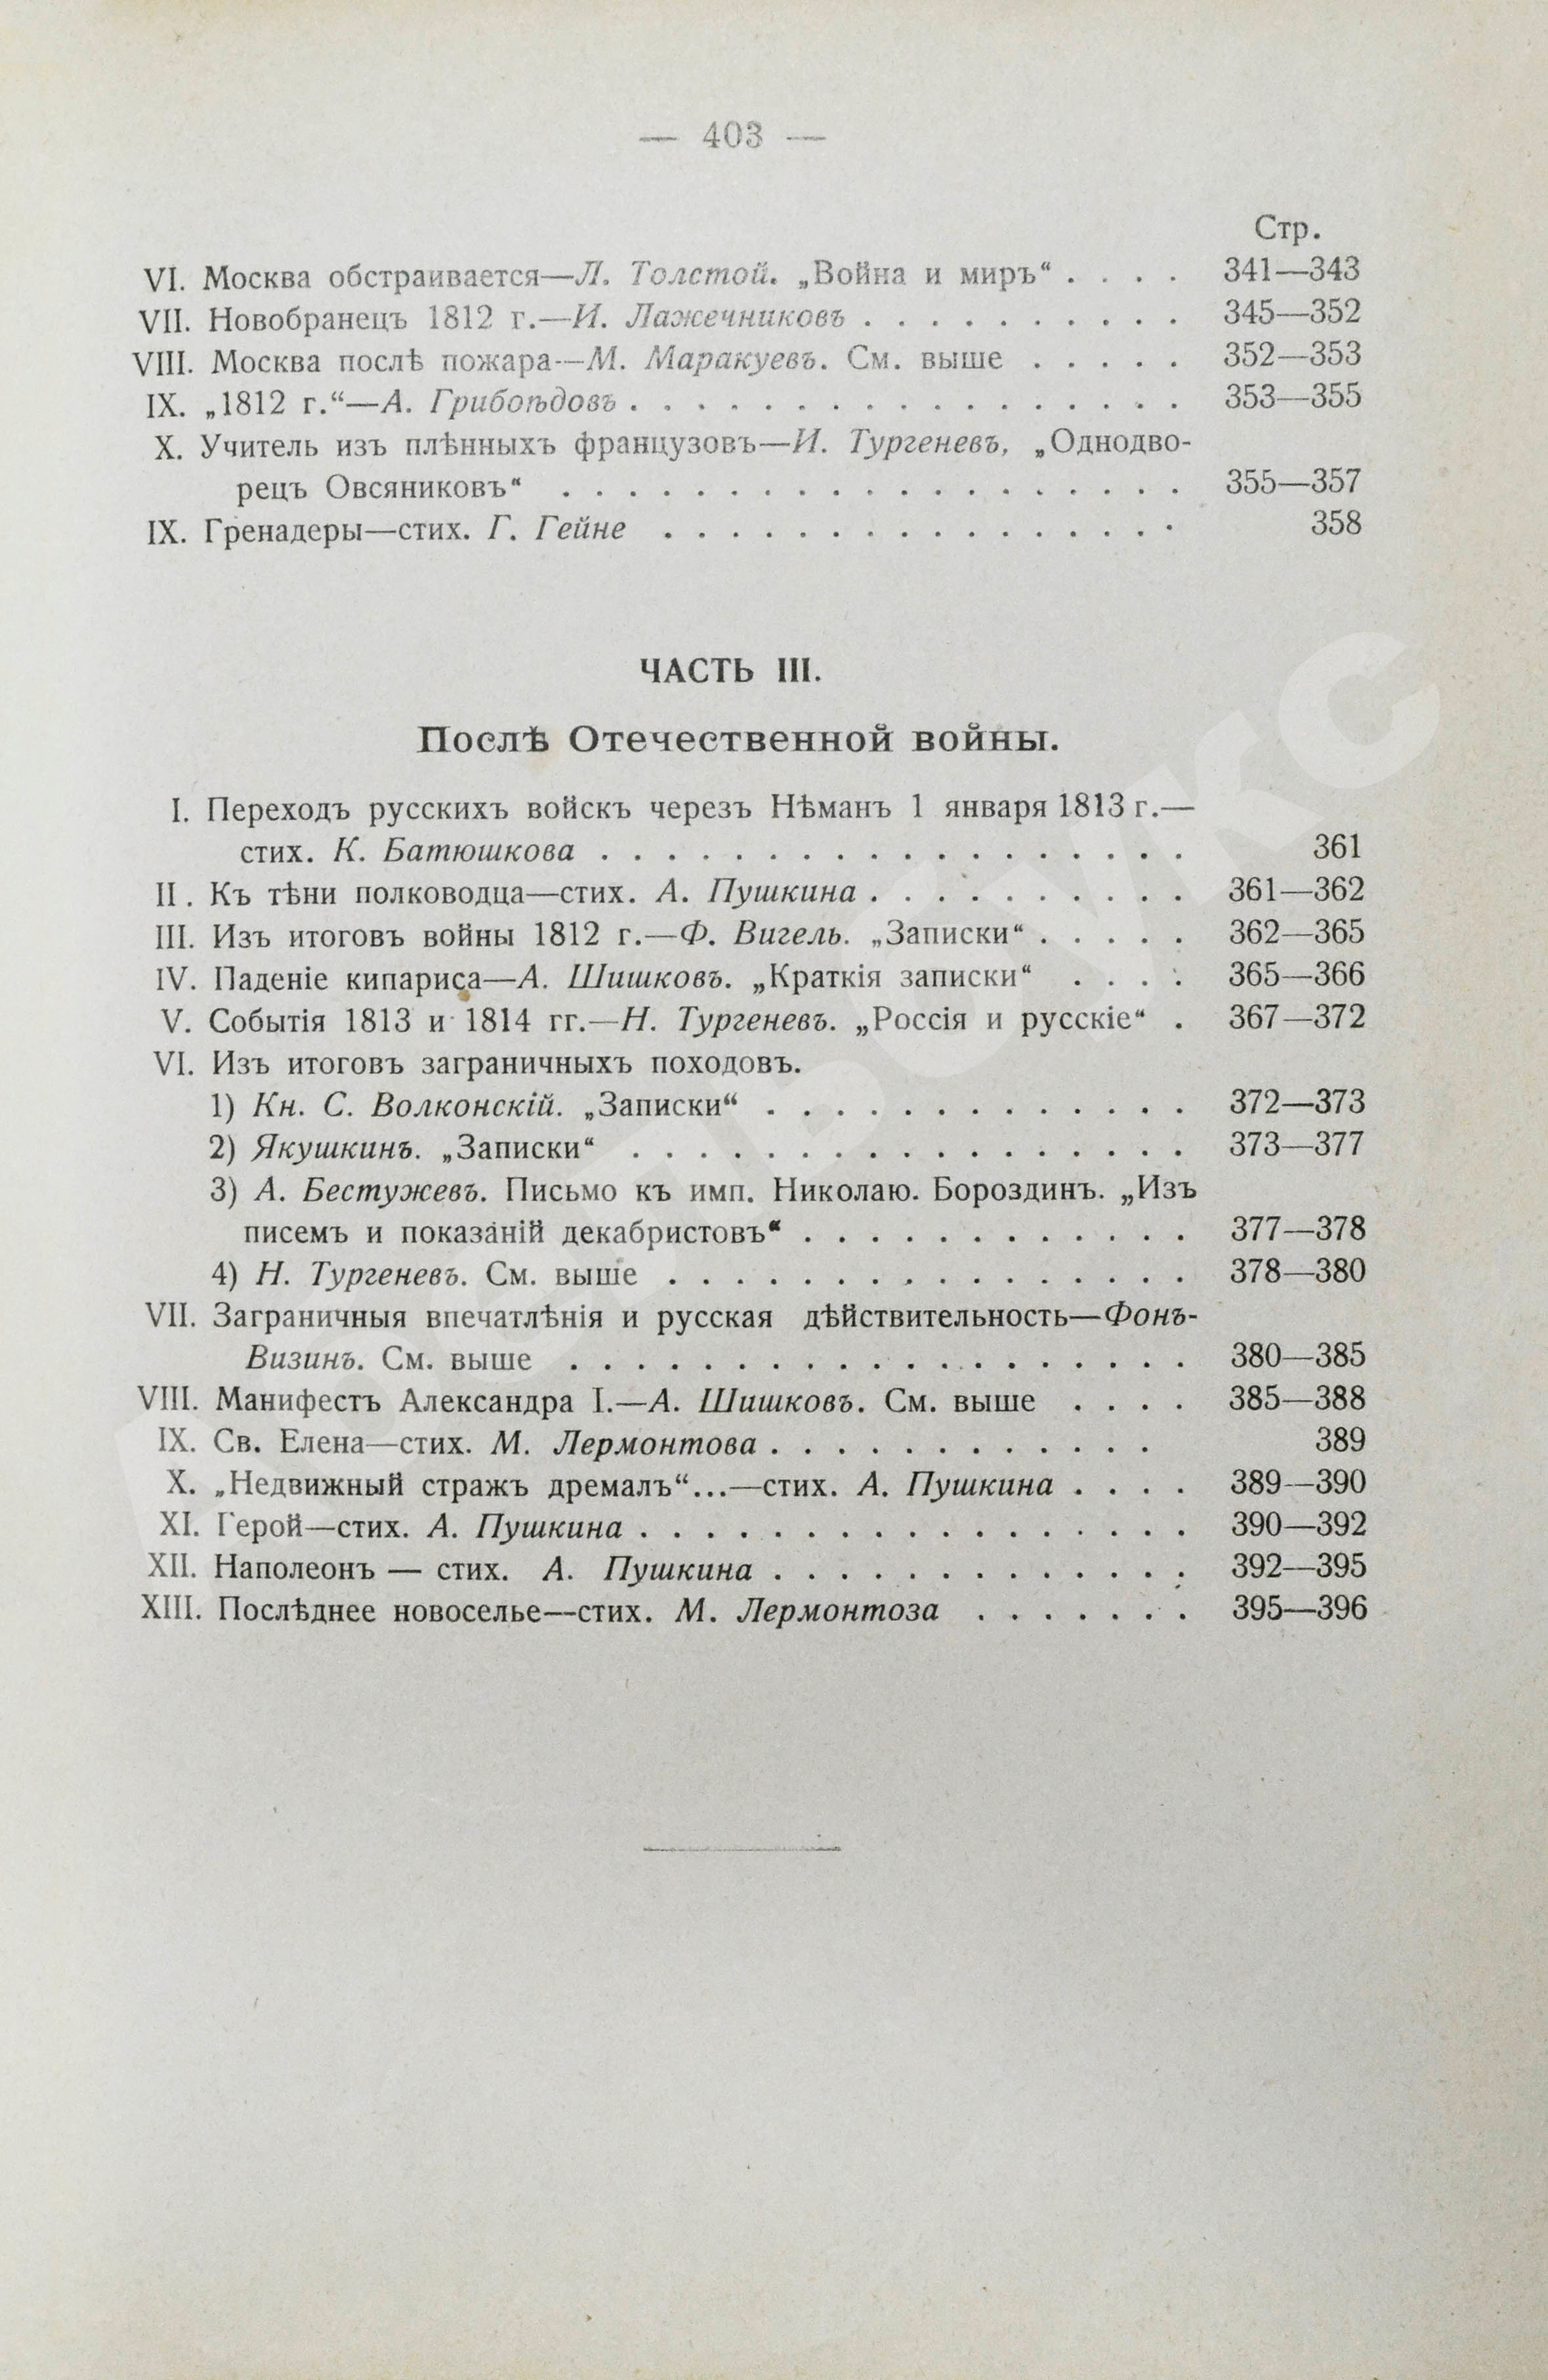 — 403 —
Стр.
VI. Москва обстраивается—Л. Толстой. „Война и миръ“ . . . . 341—343
VII. Новобранецъ 1812 г.—И. Лажечниковъ . . . . . . . . . . 345—352
VIII. Москва послѣ пожара—М. Маракуевъ. См. выше . . . . . 352—353
IX. „1812 г.“—А. Грибоѣдовъ . . . . . . . . . . . . . . . . . 353—355
X. Учитель изъ плѣнныхъ французовъ—И. Тургеневъ, „Однодво-
рецъ Овсяниковъ“ . . . . . . . . . . . . . . . . . . . 355—357
IX. Гренадеры—стих. Г. Гейне . . . . . . . . . . . . . . . . 358
ЧАСТЬ III.
Послѣ Отечественной войны.
I. Переходъ русскихъ войскъ черезъ Нѣманъ 1 января 1813 г.—
стих. К. Батюшкова . . . . . . . . . . . . . . . . . . 361
II. Къ тѣни полководца—стих. А. Пушкина . . . . . . . . . . 361—362
III. Изъ итоговъ войны 1812 г.—Ф. Вигель. „Записки“ . . . . . 362—365
IV. Паденіе кипариса—А. Шишковъ. „Краткія записки“ . . . . 365—366
V. Событія 1813 и 1814 гг.—Н. Тургеневъ. „Россія и русскіе“ . 367—372
VI. Изъ итоговъ заграничныхъ походовъ.
1) Кн. С. Волконскій. „Записки“ . . . . . . . . . . . . . 372—373
2) Якушкинъ. „Записки“ . . . . . . . . . . . . . . . . . 373—377
3) А. Бестужевъ. Письмо къ имп. Николаю. Бороздинъ. „Изъ
писемъ и показаній декабристовъ“ . . . . . . . . . . . . 377—378
4) Н. Тургеневъ. См. выше . . . . . . . . . . . . . . . . 378—380
VII. Заграничныя впечатлѣнія и русская дѣйствительность—Фонъ-
Визинъ. См. выше . . . . . . . . . . . . . . . . . . . 380—385
VIII. Манифестъ Александра I.—А. Шишковъ. См. выше . . . . 385—388
IX. Св. Елена—стих. М. Лермонтова . . . . . . . . . . . . 389
X. „Недвижный стражъ дремалъ“...—стих. А. Пушкина . . . . 389—390
XI. Герой—стих. А. Пушкина . . . . . . . . . . . . . . . . . 390—392
XII. Наполеонъ — стих. А. Пушкина . . . . . . . . . . . . . 392—395
XIII. Послѣднее новоселье—стих. М. Лермонтоза . . . . . . . 395—396